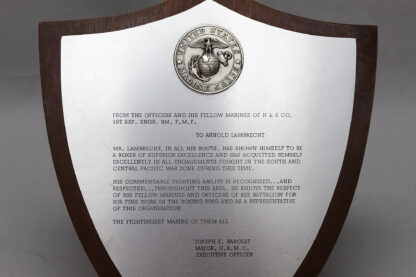 UNITED STATES
MARINE CORPS
FROM THE OFFICERS AND HIS FELLOW MARINES OF H & S CO.
1ST SEP. ENGR. BN. F.M.F.
TO ARNOLD LAMBRECHT
MR. LAMBRECHT, IN ALL HIS BOUTS, HAS SHOWN HIMSELF TO BE
A BOXER OF SUPERIOR EXCELLENCE AND HAS ACQUITTED HIMSELF
EXCELLENTLY IN ALL ENGAGEMENTS FOUGHT IN THE SOUTH AND
CENTRAL PACIFIC WAR ZONE DURING THIS TIME.
HIS COMMENDABLE FIGHTING ABILITY IS RECOGNIZED,,,AND
RESPECTED,,,THROUGHOUT THIS AREA, HE ENJOYS THE RESPECT
OF HIS FELLOW MARINES AND OFFICERS OF HIS BATTALION FOR
HIS FINE WORK IN THE BOXING RING AND AS A REPRESENTATIVE
OF THIS ORGANIZATION
THE FIGHTINGEST MARINE OF THEM ALL
JOSEPH E.
MAJOR, U.S.M.C.
EXECUTIVE OFFICER